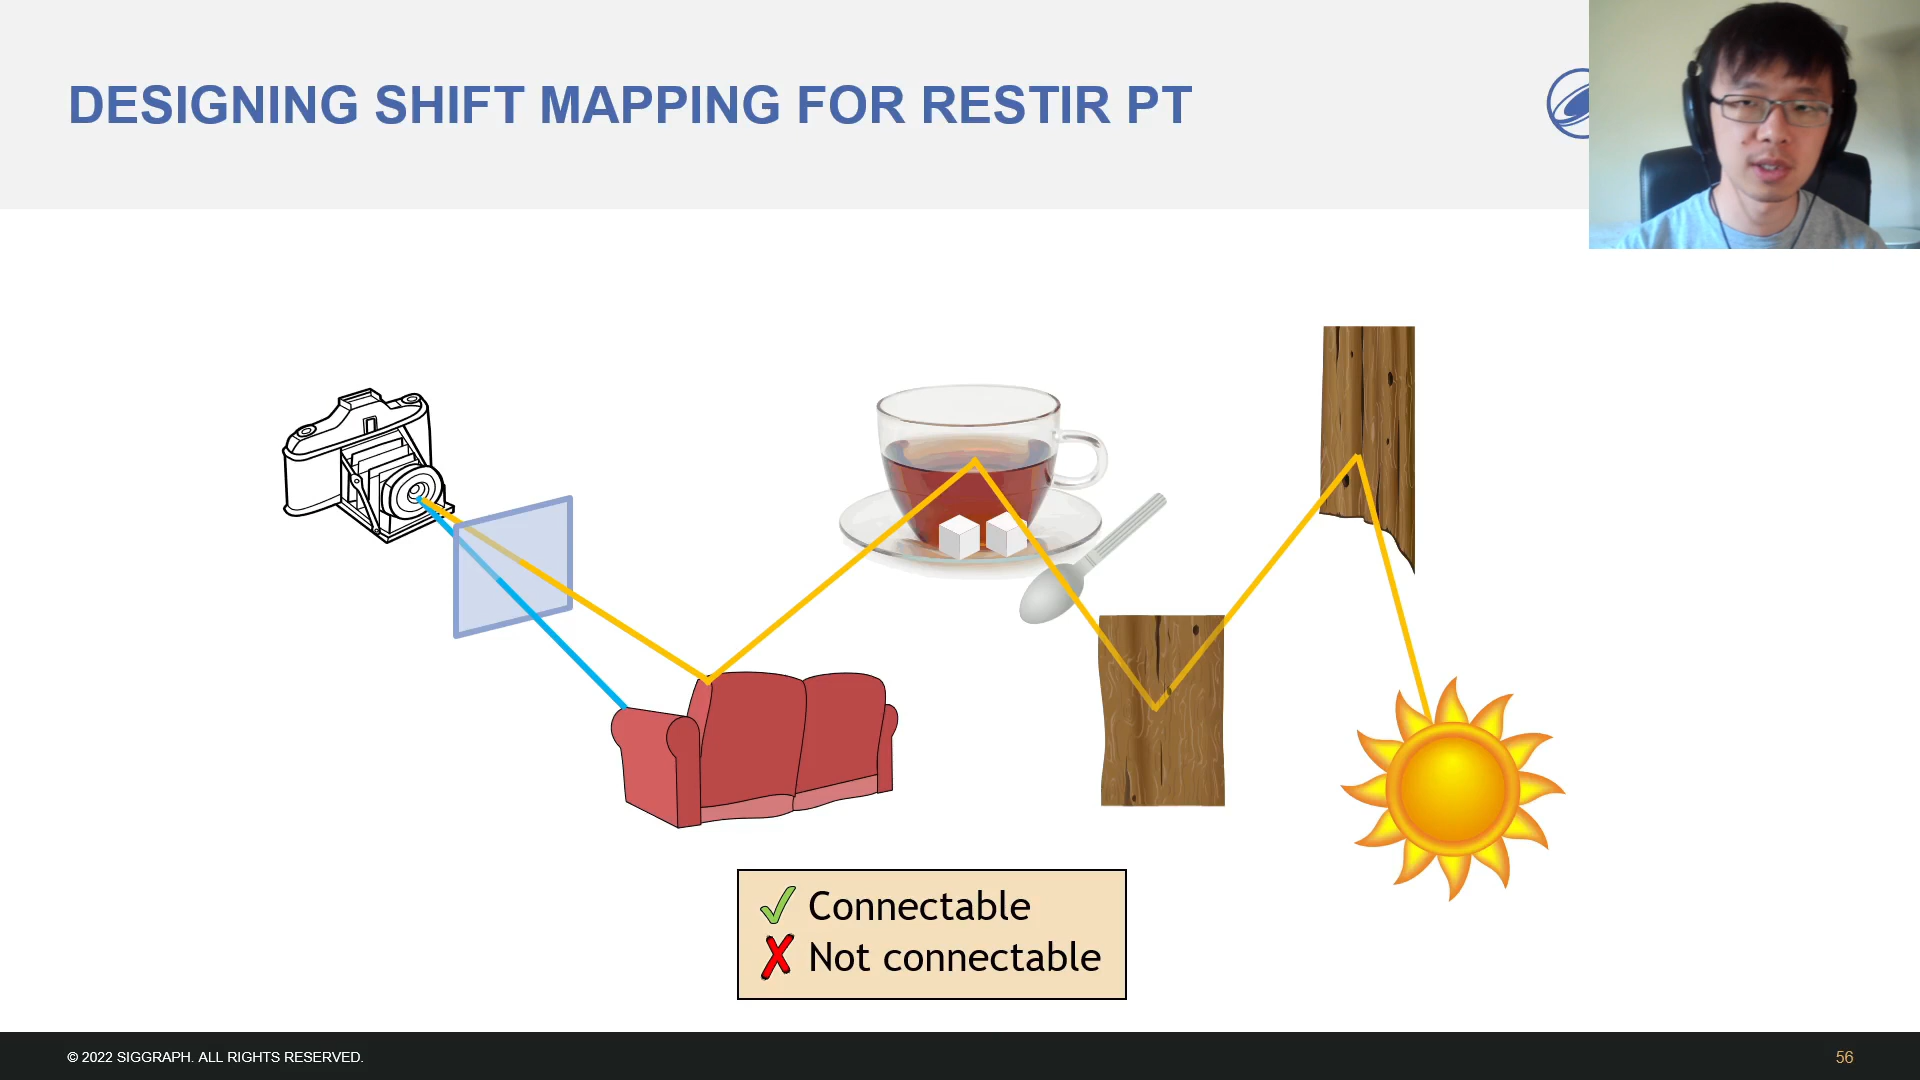 DESIGNING SHIFT MAPPING FOR RESTIR PT
Connectable
Not connectable
© 2022 SIGGRAPH. ALL RIGHTS RESERVED.
56